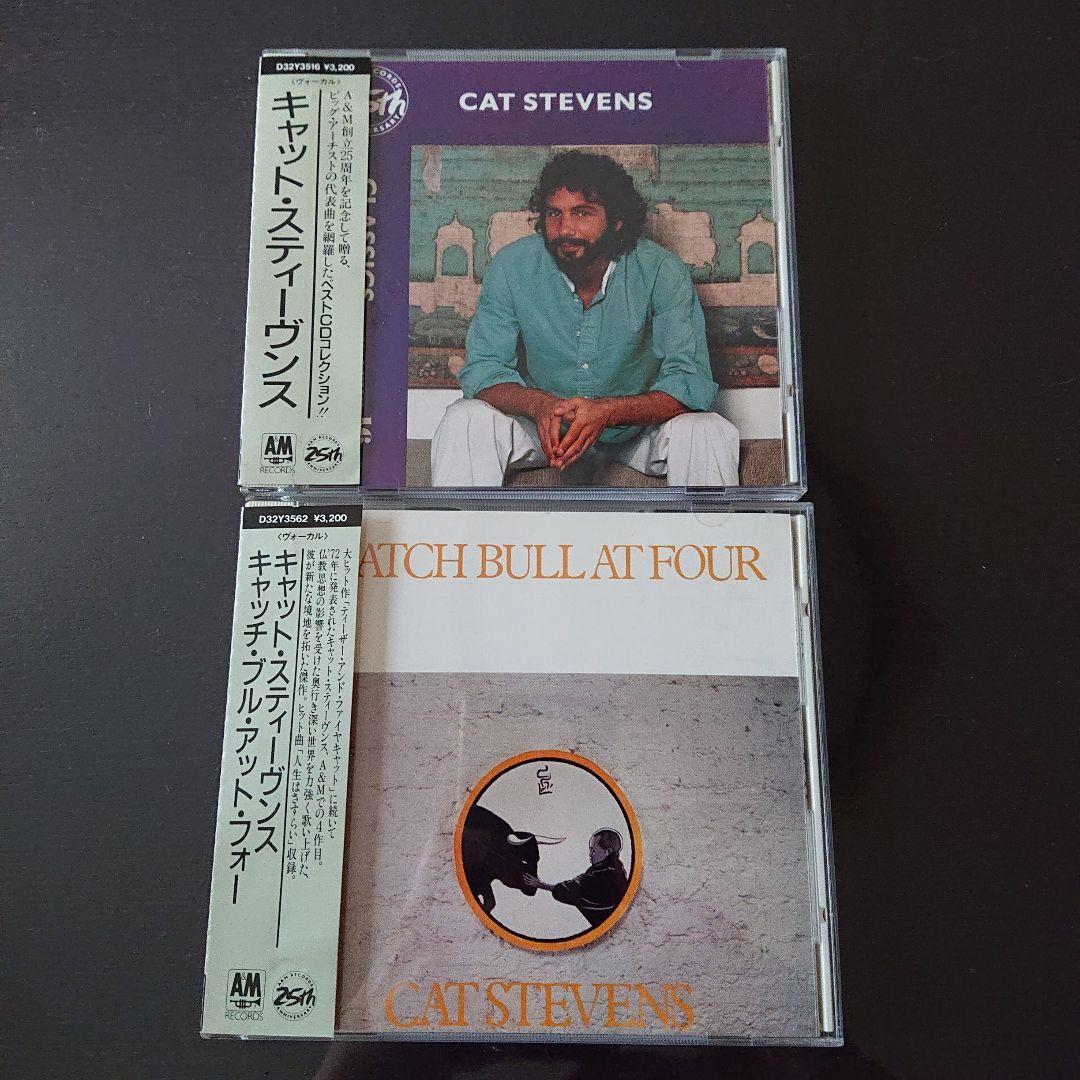 D32Y3516 ¥3,200
〈ヴォーカル〉
キャット・スティーヴンス
A&M創立25周年を記念して贈る、
ビッグ・アーチストの代表曲を網羅したベストCDコレクション!!
A&M
RECORDS
A&M RECORDS
25th
ANNIVERSARY
CAT STEVENS
CLASSICS
D32Y3562 ¥3,200
〈ヴォーカル〉
キャット・スティーヴンス
キャッチ・ブル・アット・フォー
大ヒット作「ティーザー・アンド・ファイヤキャット」に続いて
'72年に発表されたキャット・スティーヴンス、A&Mでの4作目。
仏教思想の影響を受けた奥行き深い世界を力強く歌い上げた、
彼が新たな境地を拓いた傑作。ヒット曲「人生はさすらい」収録。
A&M
RECORDS
A&M RECORDS
25th
ANNIVERSARY
ATCH BULL AT FOUR
CAT STEVENS